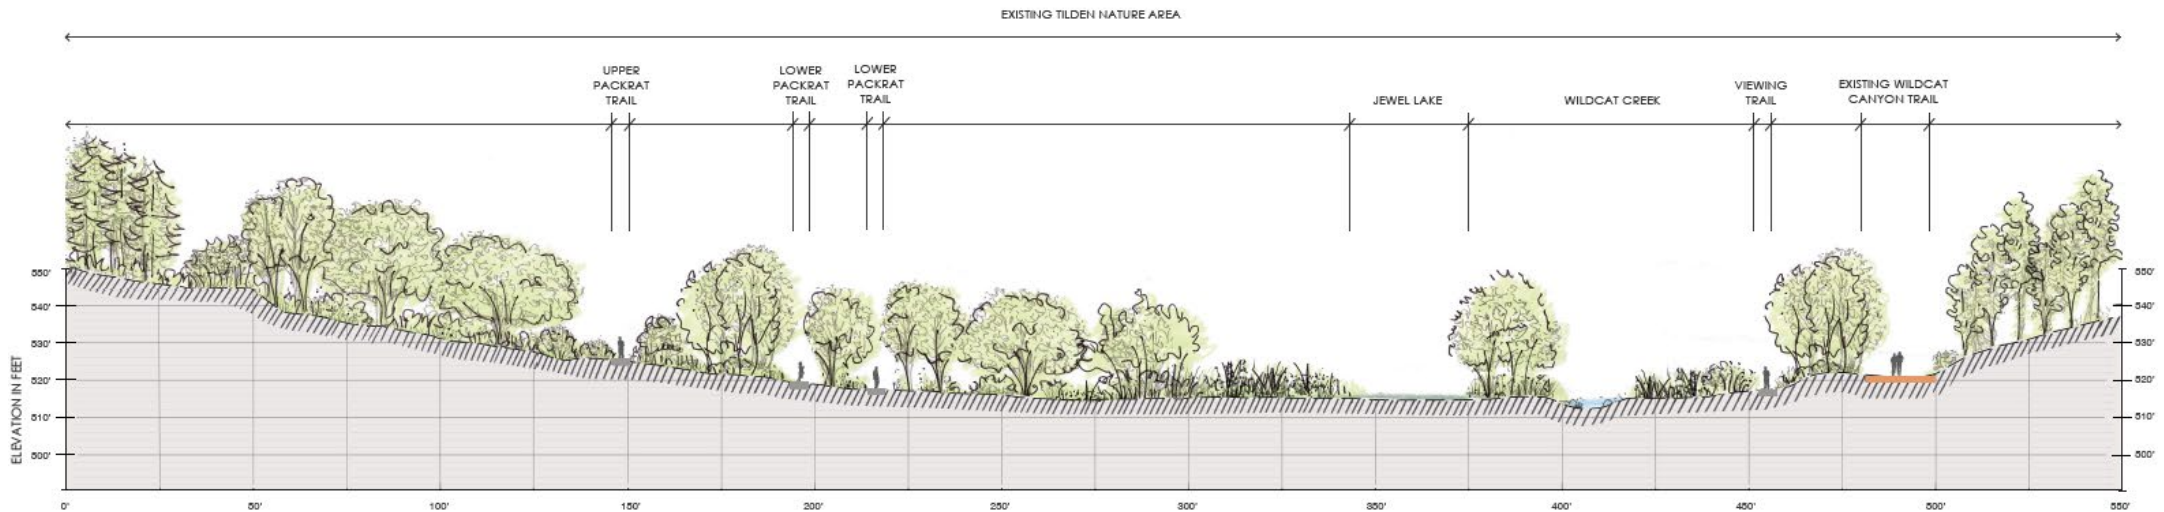 EXISTING TILDEN NATURE AREA
UPPER
PACKRAT
TRAIL
LOWER
PACKRAT
TRAIL
LOWER
PACKRAT
TRAIL
JEWEL LAKE
WILDCAT CREEK
VIEWING
TRAIL
EXISTING WILDCAT
CANYON TRAIL
ELEVATION IN FEET
550'
540'
530'
520'
510'
500'
550'
540'
530'
520'
510'
500'
0'
50'
100'
150'
200'
250'
300'
350'
400'
450'
500'
550'